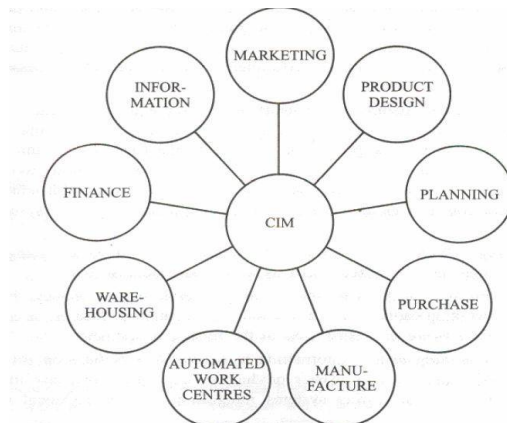 MARKETING
PRODUCT
DESIGN
PLANNING
PURCHASE
MANU-
FACTURE
AUTOMATED
WORK
CENTRES
WARE-
HOUSING
FINANCE
INFOR-
MATION
CIM